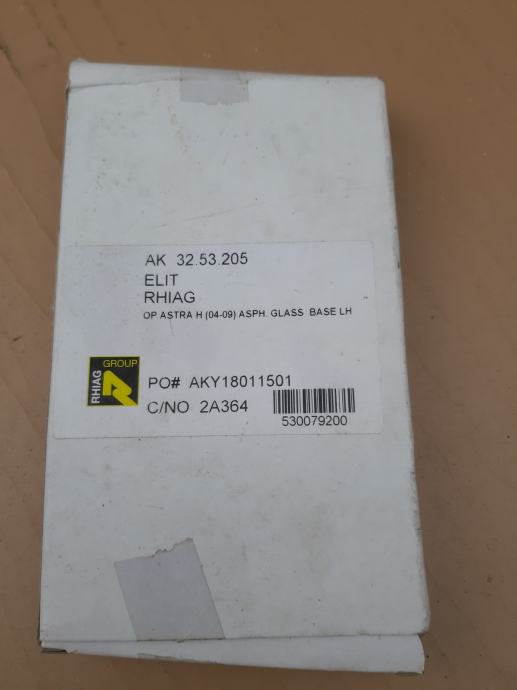 AK 32.53.205
ELIT
RHIAG
OP ASTRA H (04-09) ASPH. GLASS BASE LH
RHIAG
GROUP
PO# AKY18011501
C/NO 2A364
530079200